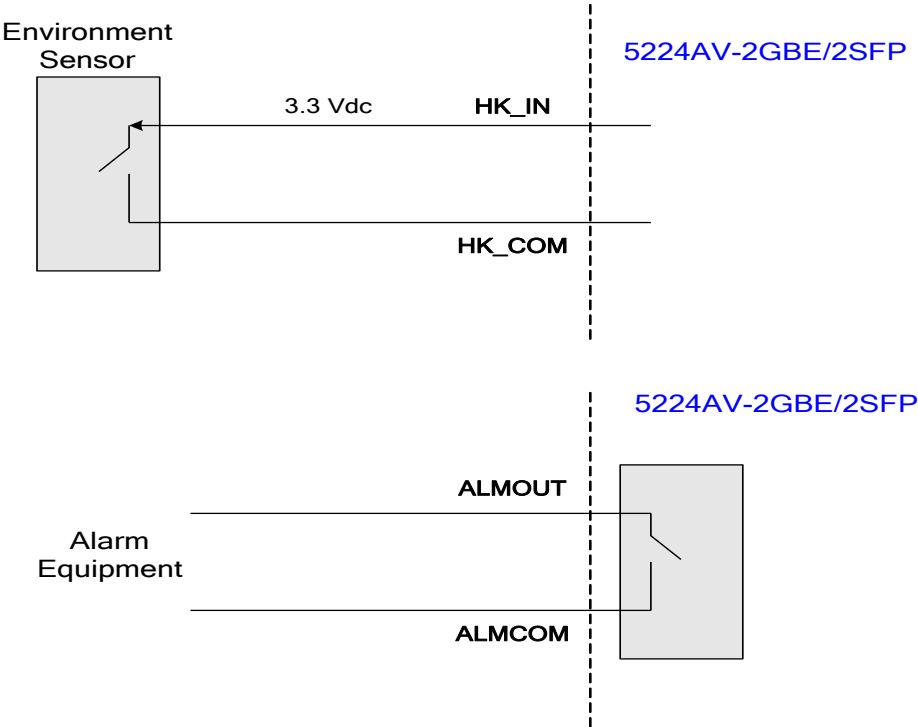 Environment
Sensor
5224AV-2GBE/2SFP
3.3 Vdc
HK_IN
HK_COM
5224AV-2GBE/2SFP
ALMOUT
Alarm
Equipment
ALMCOM